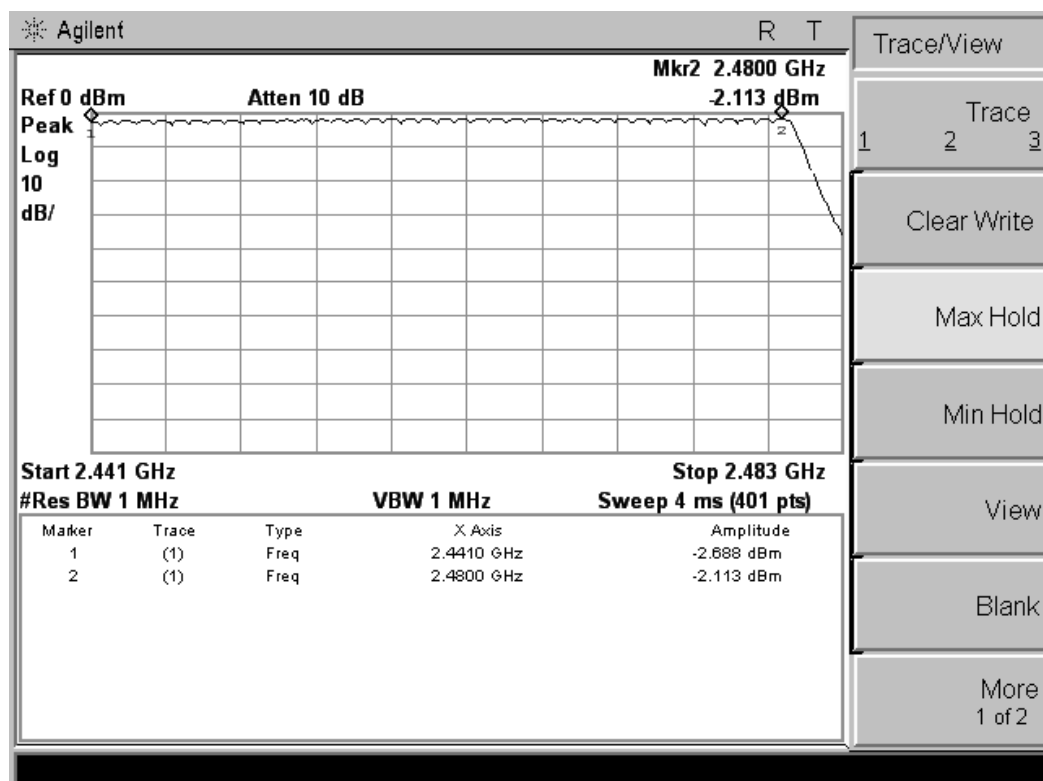 Agilent R T
Mkr2 2.4800 GHz
Ref 0 dBm Atten 10 dB -2.113 dBm
Peak
Log
10
dB/
1
2
Start 2.441 GHz Stop 2.483 GHz
#Res BW 1 MHz VBW 1 MHz Sweep 4 ms (401 pts)
Marker Trace Type X Axis Amplitude
1 (1) Freq 2.4410 GHz -2.688 dBm
2 (1) Freq 2.4800 GHz -2.113 dBm
Trace/View
Trace
1 2 3
Clear Write
Max Hold
Min Hold
View
Blank
More
1 of 2